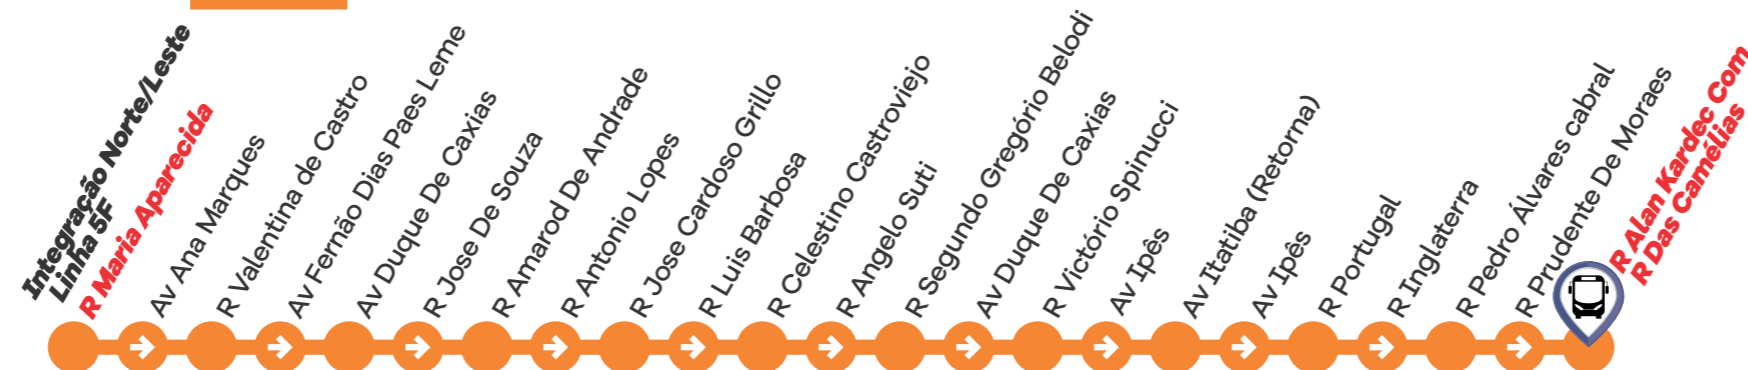 Integração Norte/Leste
Linha 5F
R Maria Aparecida
Av Ana Marques
R Valentina de Castro
Av Fernão Dias Paes Leme
Av Duque De Caxias
R Jose De Souza
R Amarod De Andrade
R Antonio Lopes
R Jose Cardoso Grillo
R Luis Barbosa
R Celestino Castroviejo
R Angelo Suti
R Segundo Gregório Belodi
Av Duque De Caxias
R Victório Spinucci
Av Ipês
Av Itatiba (Retorna)
Av Ipês
R Portugal
R Inglaterra
R Pedro Álvares cabral
R Prudente De Moraes
R Alan Kardec Com
R Das Camélias